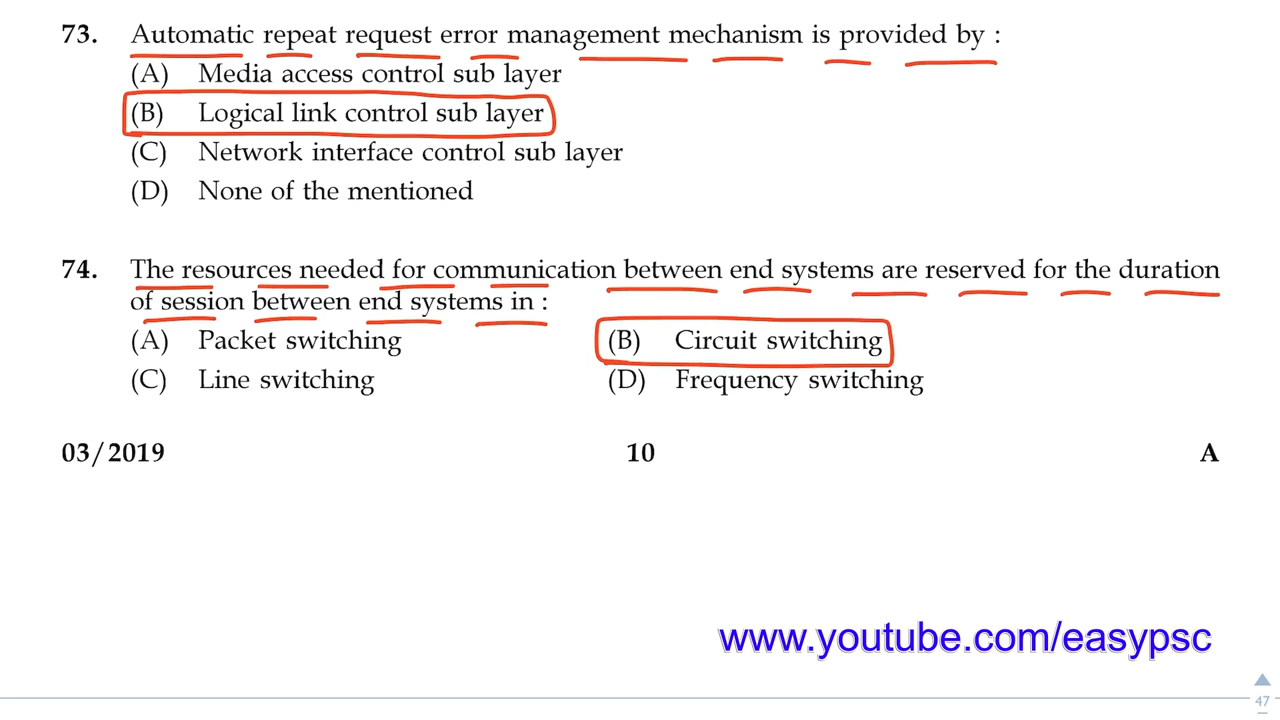 73. Automatic repeat request error management mechanism is provided by :
(A) Media access control sub layer
(B) Logical link control sub layer
(C) Network interface control sub layer
(D) None of the mentioned
74. The resources needed for communication between end systems are reserved for the duration
of session between end systems in :
(A) Packet switching (B) Circuit switching
(C) Line switching (D) Frequency switching
03/2019 10 A
www.youtube.com/easypsc
47